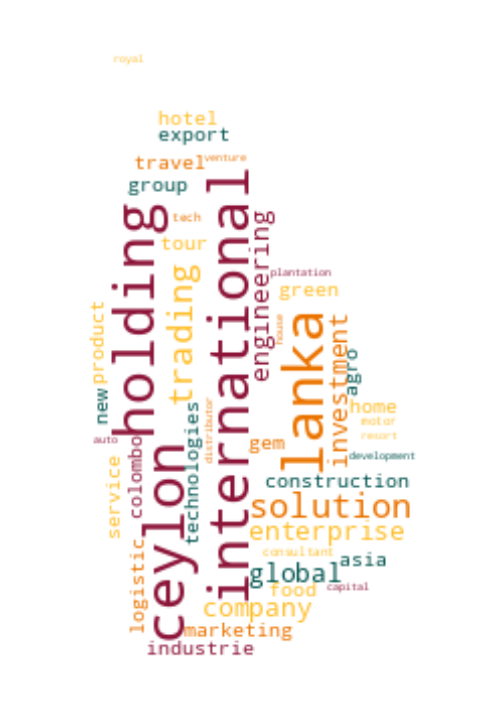 royal
hotel
export
venture
travel
group
international
holding
tech
engineering
tour
plantation
trading
green
product
lanka
house
investment
agro
new
home
distributor
motor
technologies
resort
auto
colombo
gem
ceylon
development
service
construction
solution
enterprise
logistic
consultant
asia
global
food
capital
company
marketing
industrie